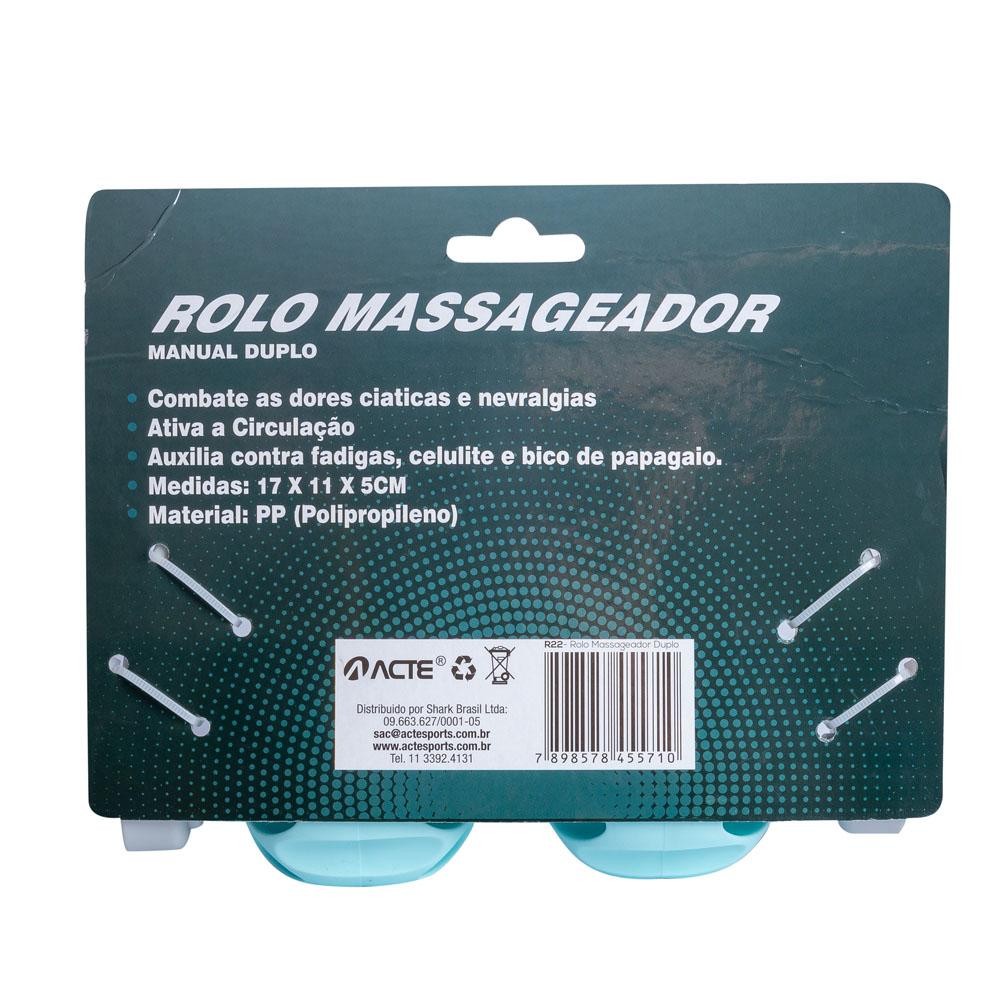 ROLO MASSAGEADOR
MANUAL DUPLO
• Combate as dores ciaticas e nevralgias
• Ativa a Circulação
• Auxilia contra fadigas, celulite e bico de papagaio.
• Medidas: 17 X 11 X 5CM
• Material: PP (Polipropileno)
ACTE®
Distribuido por Shark Brasil Ltda:
09.663.627/0001-05
sac@actesports.com.br
www.actesports.com.br
Tel. 11 3392.4131
R22- Rolo Massageador Duplo
7 898578 455710